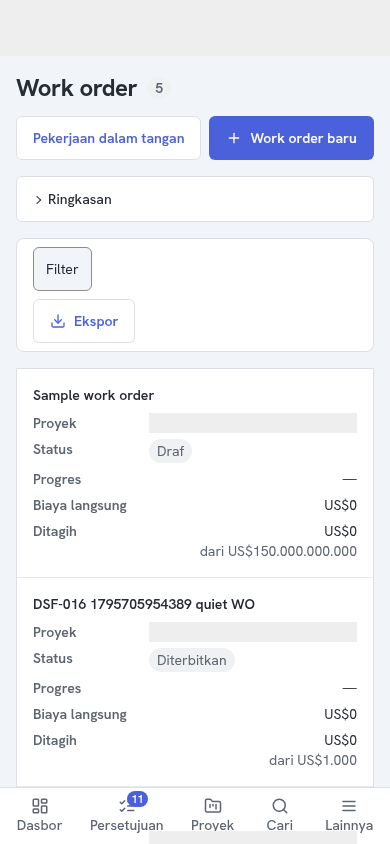 Work order 5
Pekerjaan dalam tangan
Work order baru
Ringkasan
Filter
Ekspor
Sample work order
Proyek
Status Draf
Progres —
Biaya langsung US$0
Ditagih US$0
dari US$150.000.000.000
DSF-016 1795705954389 quiet WO
Proyek
Status Diterbitkan
Progres —
Biaya langsung US$0
Ditagih US$0
dari US$1.000
11
Dasbor Persetujuan Proyek Cari Lainnya